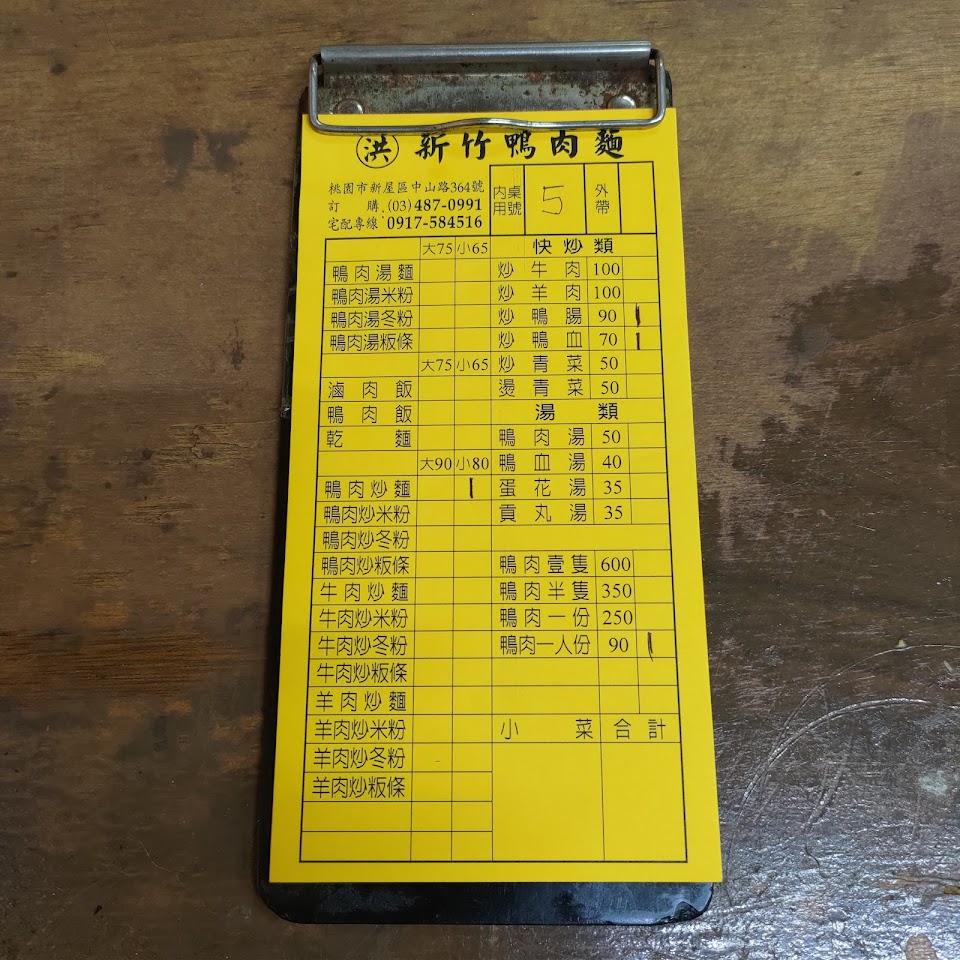 洪 新竹鴨肉麵
桃園市新屋區中山路364號
訂購:(03)487-0991
宅配專線:0917-584516
內用 桌號 5 外帶
大75 小65
鴨肉湯麵
鴨肉湯米粉
鴨肉湯冬粉
鴨肉湯粄條
大75 小65
滷肉飯
鴨肉飯
乾麵
大90 小80
鴨肉炒麵 |
鴨肉炒米粉
鴨肉炒冬粉
鴨肉炒粄條
牛肉炒麵
牛肉炒米粉
牛肉炒冬粉
牛肉炒粄條
羊肉炒麵
羊肉炒米粉
羊肉炒冬粉
羊肉炒粄條
快炒類
炒牛肉 100
炒羊肉 100
炒鴨腸 90 |
炒鴨血 70 |
炒青菜 50
燙青菜 50
湯類
鴨肉湯 50
鴨血湯 40
蛋花湯 35
貢丸湯 35
鴨肉壹隻 600
鴨肉半隻 350
鴨肉一份 250
鴨肉一人份 90 |
小菜 合計